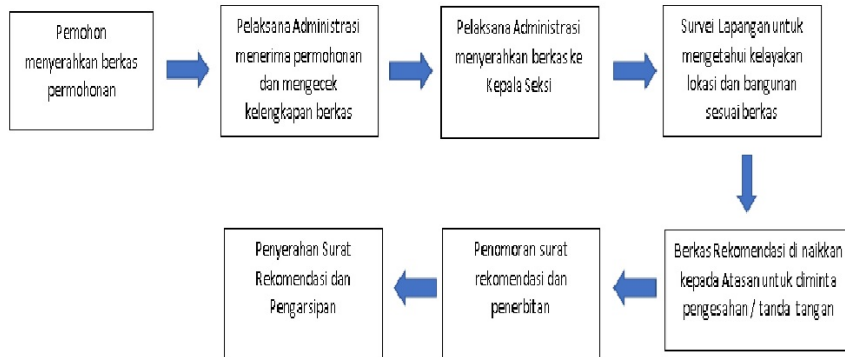 Pemohon
menyerahkan berkas
permohonan
Pelaksana Administrasi
menerima permohonan
dan mengecek
kelengkapan berkas
Pelaksana Administrasi
menyerahkan berkas ke
Kepala Seksi
Survei Lapangan untuk
mengetahui kelayakan
lokasi dan bangunan
sesuai berkas
Berkas Rekomendasi di naikkan
kepada Atasan untuk diminta
pengesahan / tanda tangan
Penomoran surat
rekomendasi dan
penerbitan
Penyerahan Surat
Rekomendasi dan
Pengarsipan